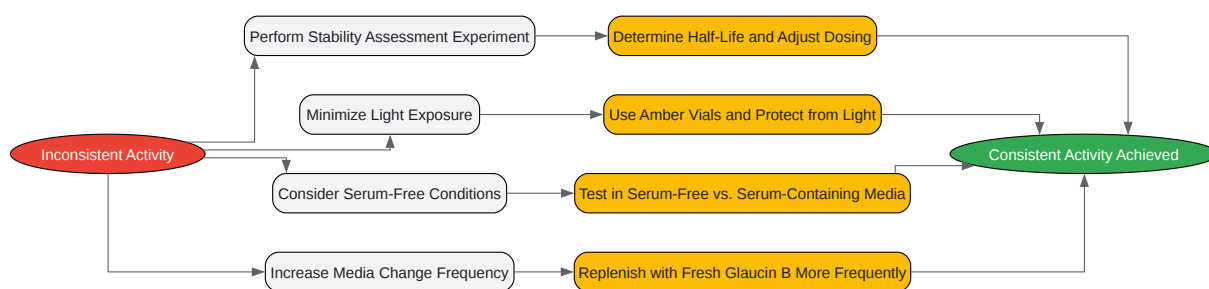 Perform Stability Assessment Experiment
Determine Half-Life and Adjust Dosing
Minimize Light Exposure
Use Amber Vials and Protect from Light
Inconsistent Activity
Consistent Activity Achieved
Consider Serum-Free Conditions
Test in Serum-Free vs. Serum-Containing Media
Increase Media Change Frequency
Replenish with Fresh Glaucin B More Frequently